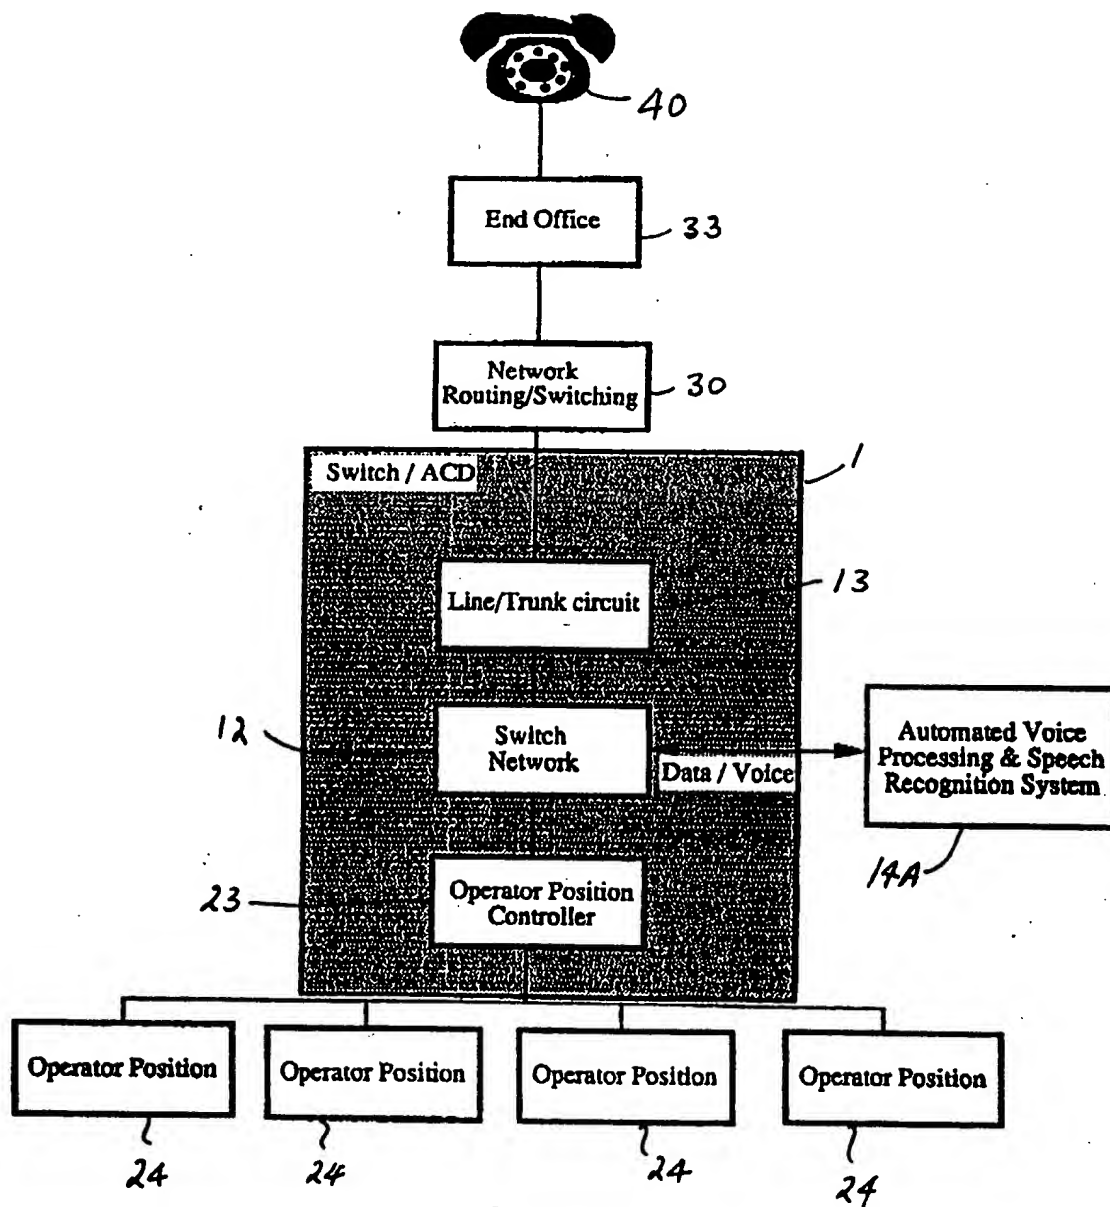 40
End Office
33
Network
Routing/Switching
30
Switch / ACD
1
Line/Trunk circuit
13
12
Switch
Network
Data / Voice
Automated Voice
Processing & Speech
Recognition System
14A
23
Operator Position
Controller
Operator Position
Operator Position
Operator Position
Operator Position
24
24
24
24